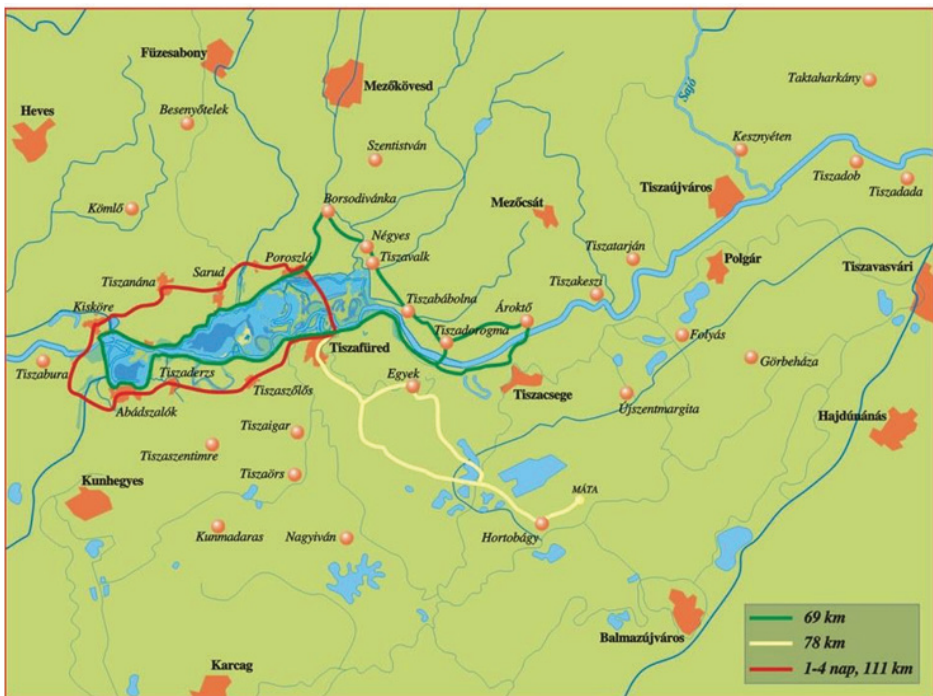 Füzesabony
Taktaharkány
Mezőkövesd
Sajó
Heves
Besenyőtelek
Szentistván
Kesznyéten
Tiszadob
Tiszaújváros
Tiszadada
Kömlő
Borsodivánka
Mezőcsát
Négyes
Tiszatarján
Sarud
Poroszló
Tiszavalk
Polgár
Tiszavasvári
Tiszanána
Tiszakeszi
Kisköre
Tiszabábolna
Ároktő
Tiszadorogma
Folyás
Tiszafüred
Görbeháza
Tiszabura
Tiszaderzs
Egyek
Tiszacsege
Abádszalók
Tiszaszőlős
Újszentmargita
Hajdúnánás
Tiszaigar
Tiszaszentimre
Tiszaörs
Kunhegyes
MÁTA
Kunmadaras
Nagyiván
Hortobágy
69 km
Balmazújváros
78 km
Karcag
1-4 nap, 111 km